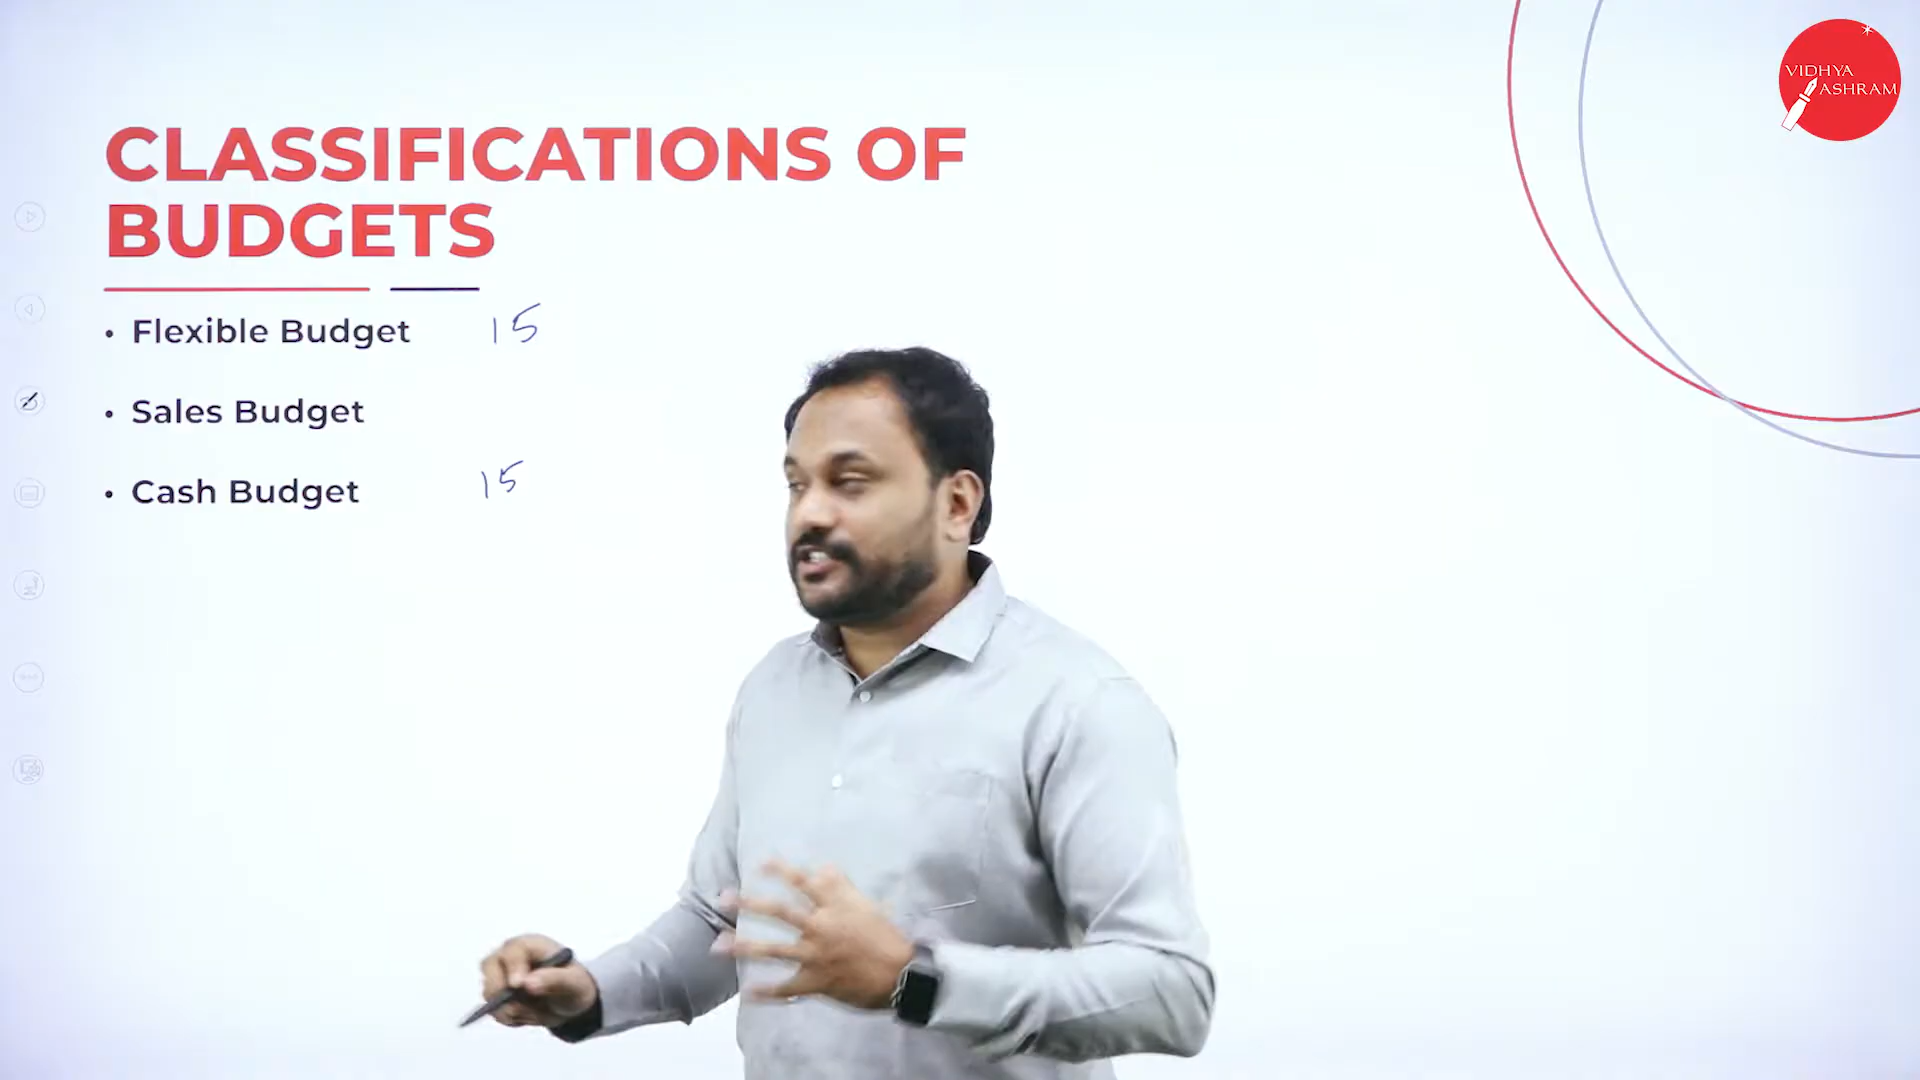 VIDHYA
ASHRAM
CLASSIFICATIONS OF
BUDGETS
• Flexible Budget 15
• Sales Budget
• Cash Budget 15